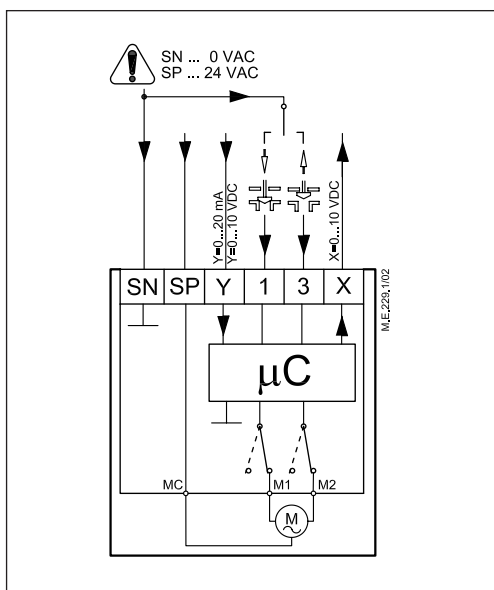 SN ... 0 VAC
SP ... 24 VAC
Y=0...20 mA
Y=0...10 VDC
X=0...10 VDC
SN SP Y 1 3 X
M.E.229.1/02
µC
MC M1 M2
M